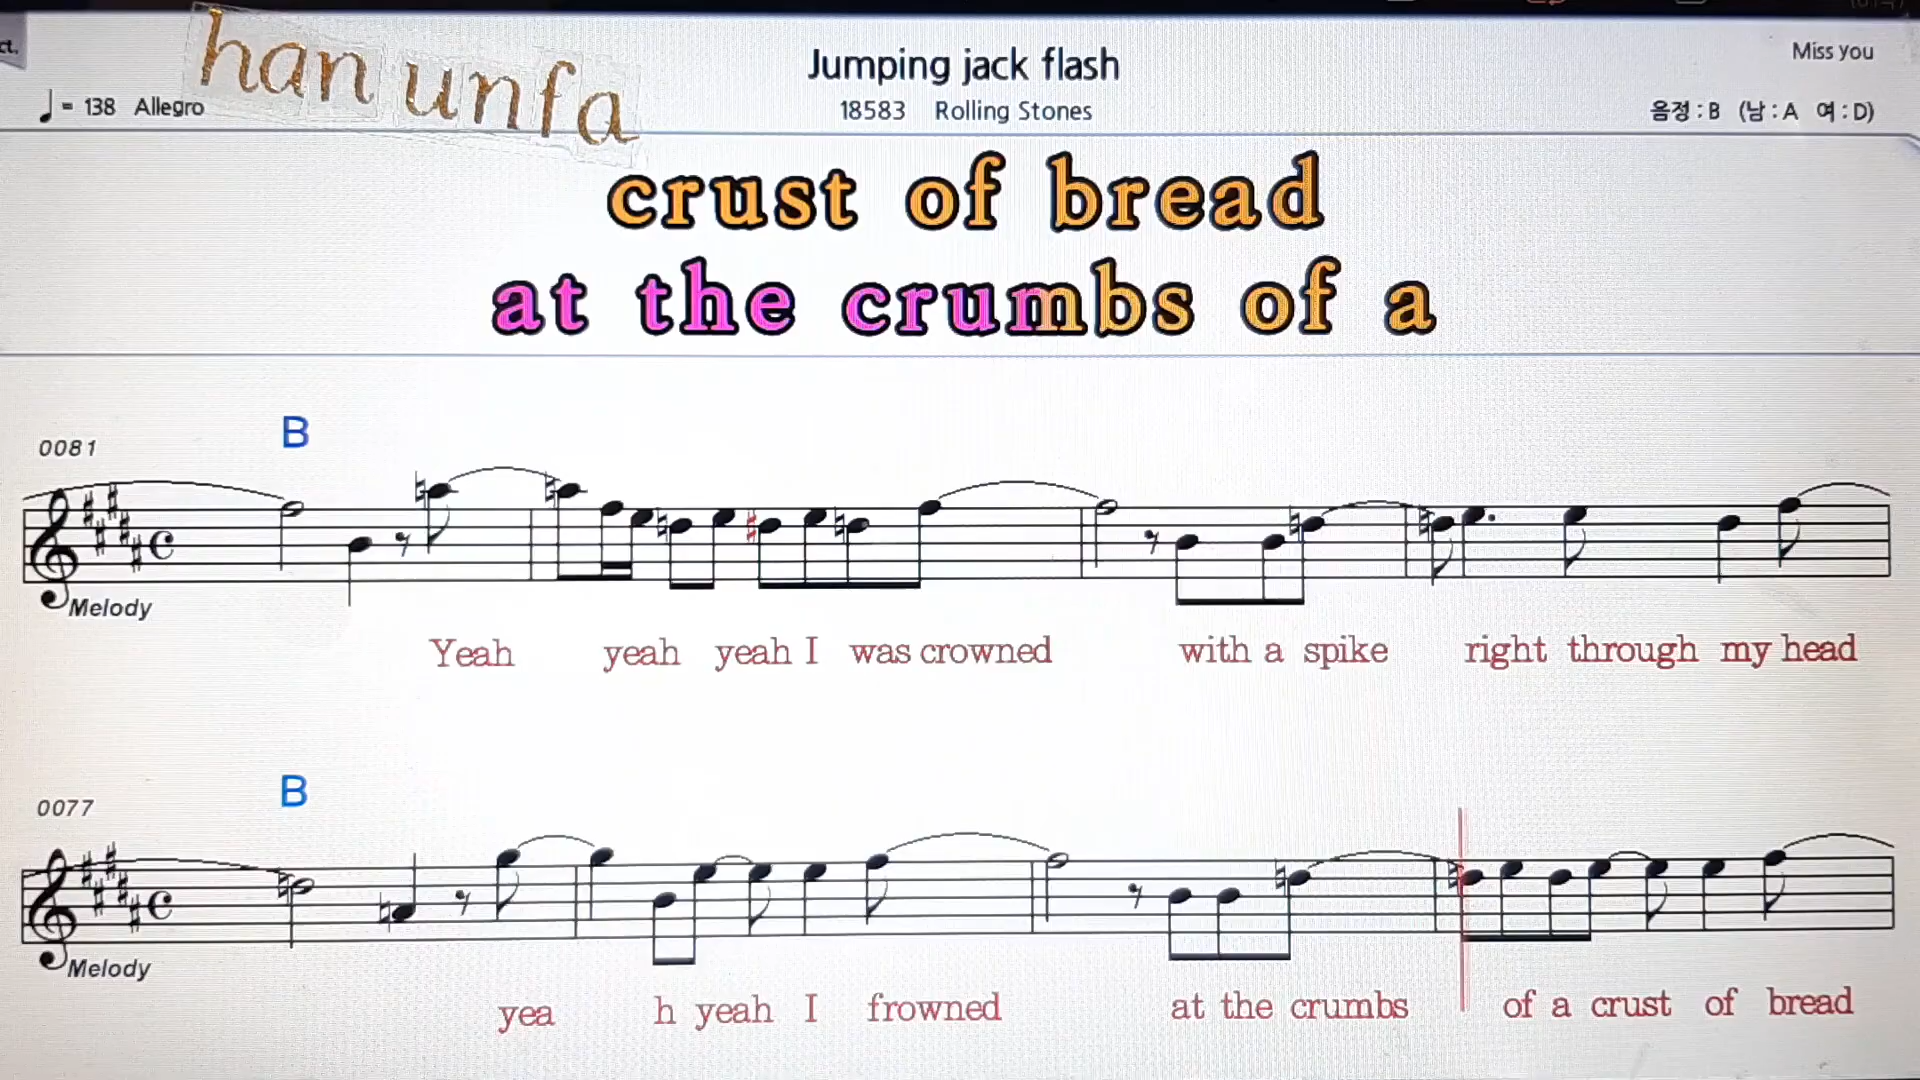 ct,
han unfa
Jumping jack flash
Miss you
= 138 Allegro
18583 Rolling Stones
음정 : B (남 : A 여 : D)
crust of bread
at the crumbs of a
B
0081
Melody
Yeah yeah yeah I was crowned with a spike right through my head
B
0077
Melody
yea h yeah I frowned at the crumbs of a crust of bread